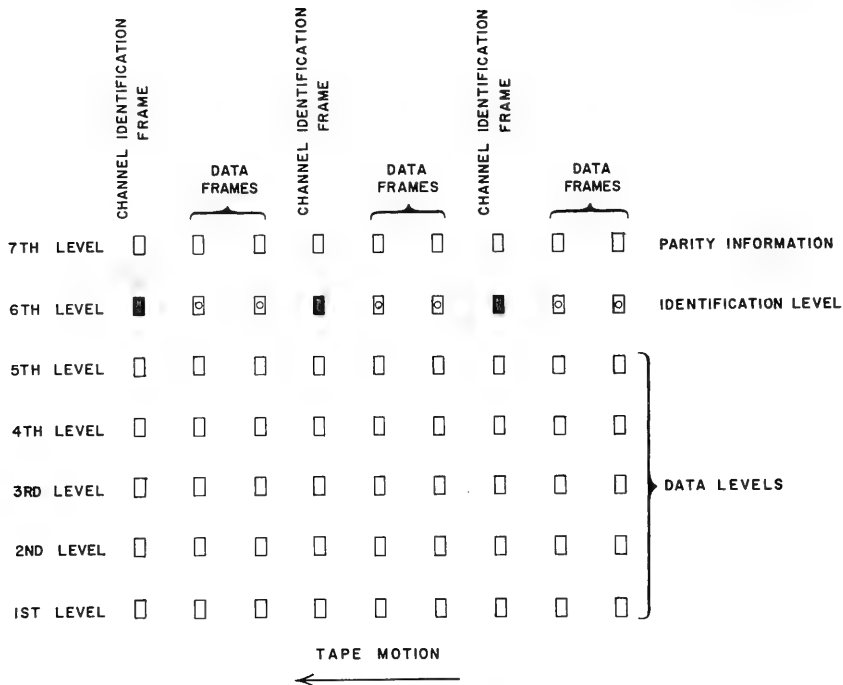 CHANNEL IDENTIFICATION
FRAME
CHANNEL IDENTIFICATION
FRAME
CHANNEL IDENTIFICATION
FRAME
DATA
FRAMES
DATA
FRAMES
DATA
FRAMES
7TH LEVEL
PARITY INFORMATION
6TH LEVEL
IDENTIFICATION LEVEL
5TH LEVEL
4TH LEVEL
3RD LEVEL
DATA LEVELS
2ND LEVEL
1ST LEVEL
TAPE MOTION